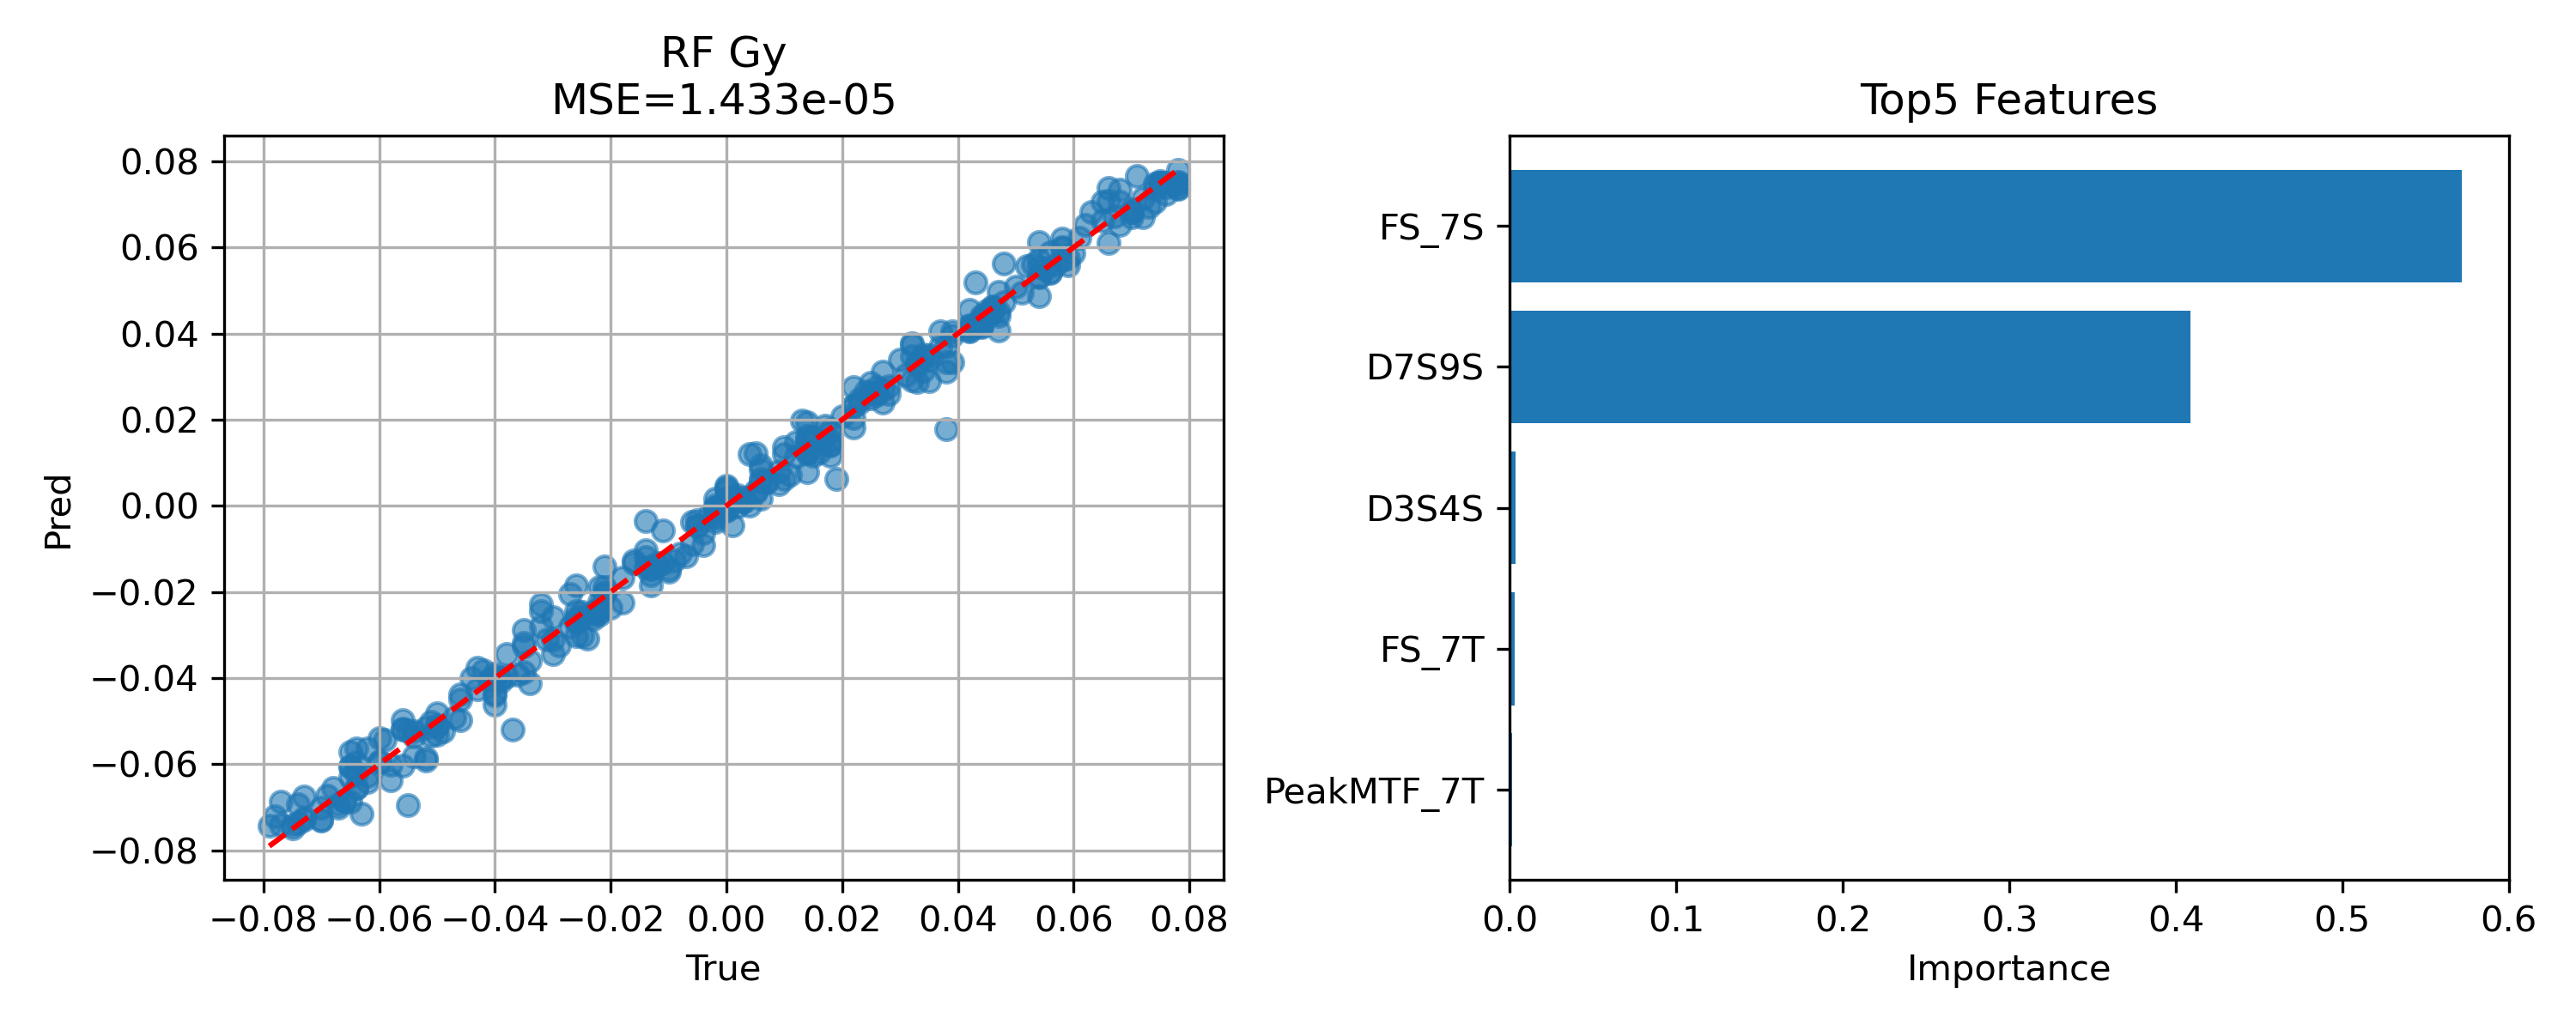 RF Gy
MSE=1.433e-05
0.08
0.06
0.04
0.02
0.00
−0.02
−0.04
−0.06
−0.08
Pred
−0.08 −0.06 −0.04 −0.02 0.00 0.02 0.04 0.06 0.08
True
Top5 Features
FS_7S
D7S9S
D3S4S
FS_7T
PeakMTF_7T
0.0 0.1 0.2 0.3 0.4 0.5 0.6
Importance